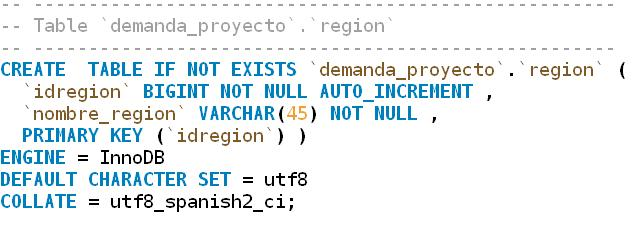 -- -----------------------------------------------------
-- Table `demanda_proyecto`.`region`
-- -----------------------------------------------------
CREATE  TABLE IF NOT EXISTS `demanda_proyecto`.`region` (
  `idregion` BIGINT NOT NULL AUTO_INCREMENT ,
  `nombre_region` VARCHAR(45) NOT NULL ,
  PRIMARY KEY (`idregion`) )
ENGINE = InnoDB
DEFAULT CHARACTER SET = utf8
COLLATE = utf8_spanish2_ci;